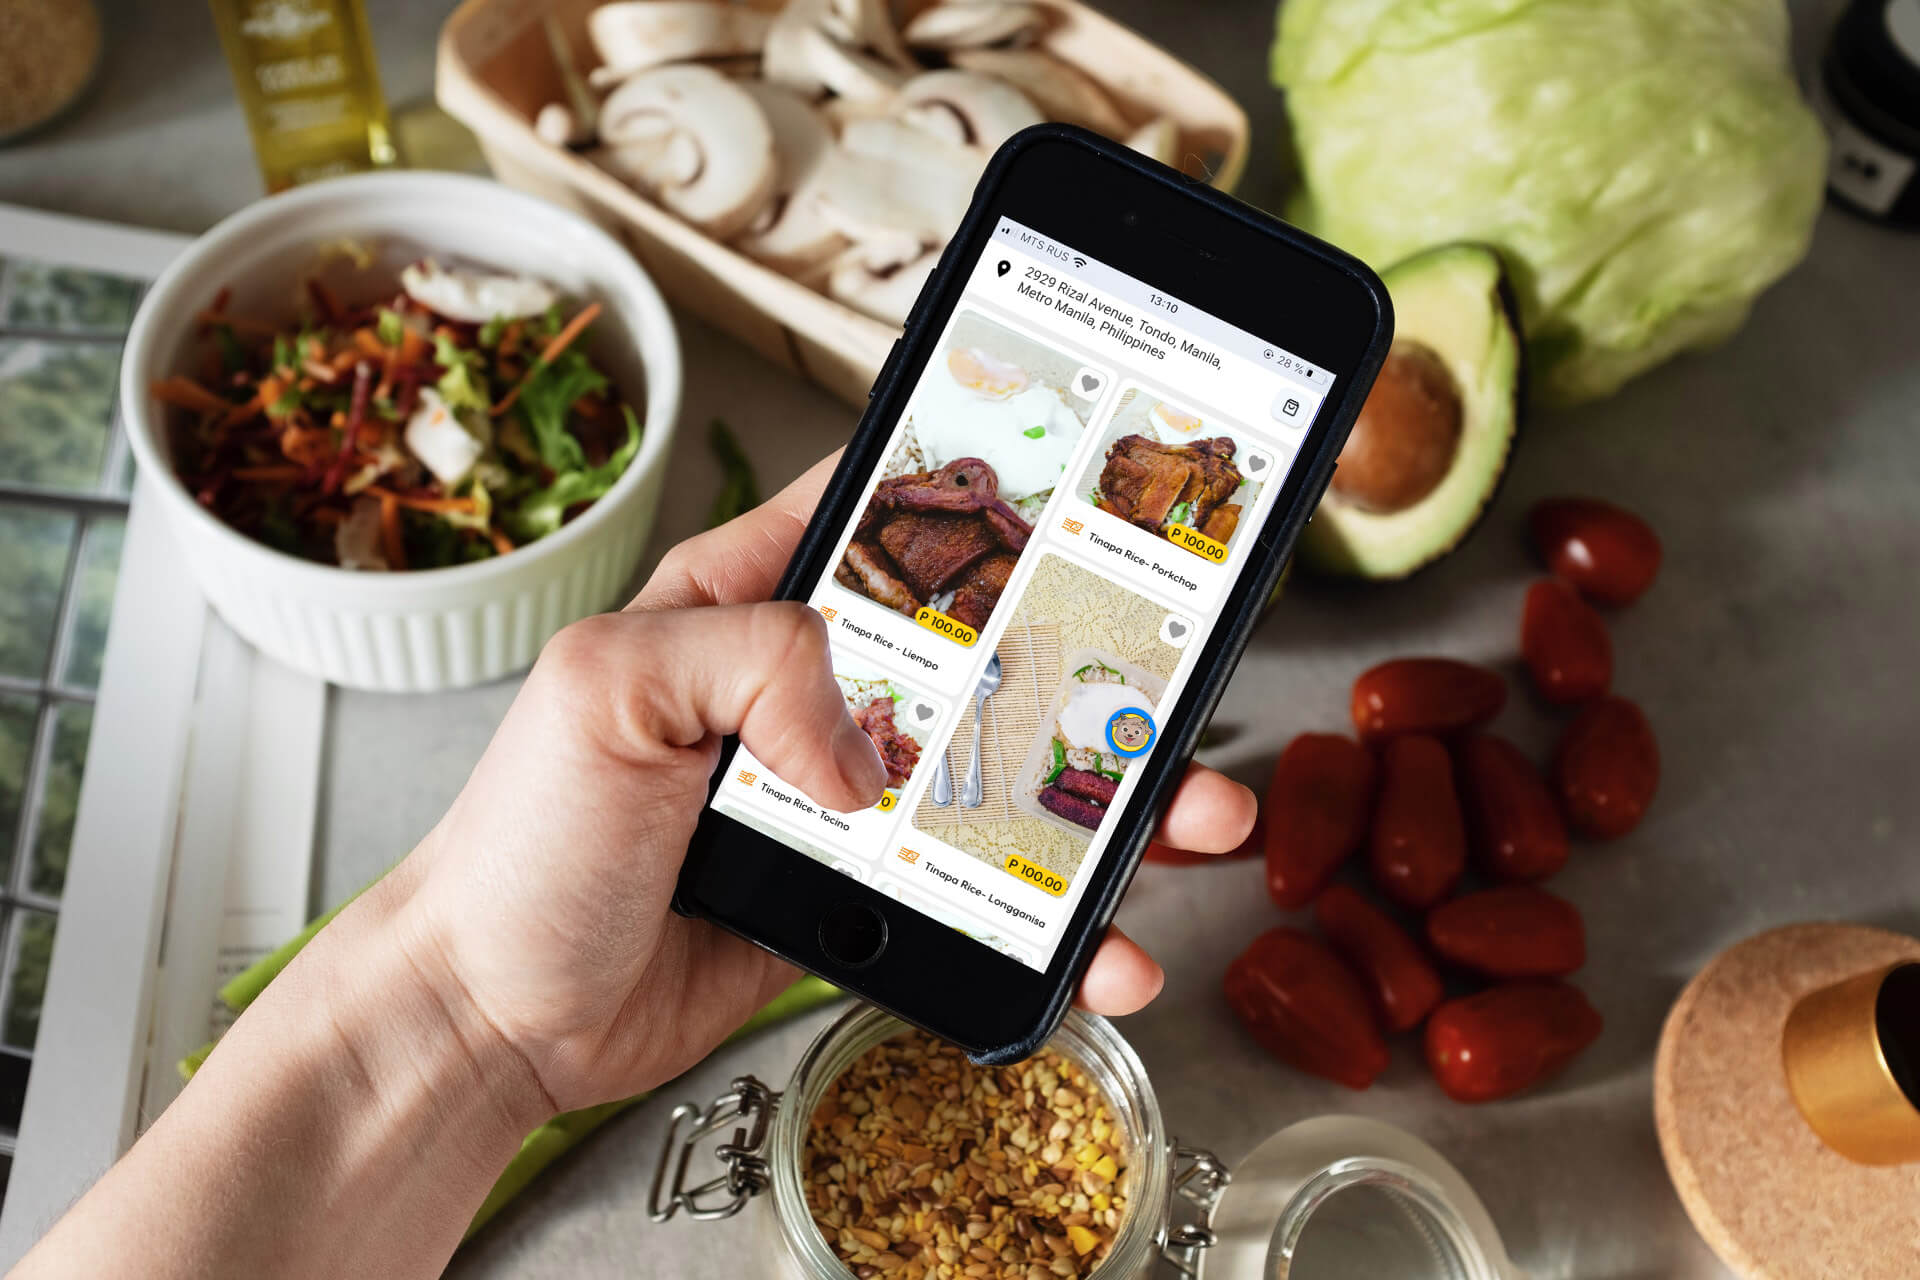 MTS RUS
13:10
28 %
2929 Rizal Avenue, Tondo, Manila,
Metro Manila, Philippines
P 100.00
Tinapa Rice - Liempo
P 100.00
Tinapa Rice- Porkchop
0
Tinapa Rice- Tocino
P 100.00
Tinapa Rice- Longganisa